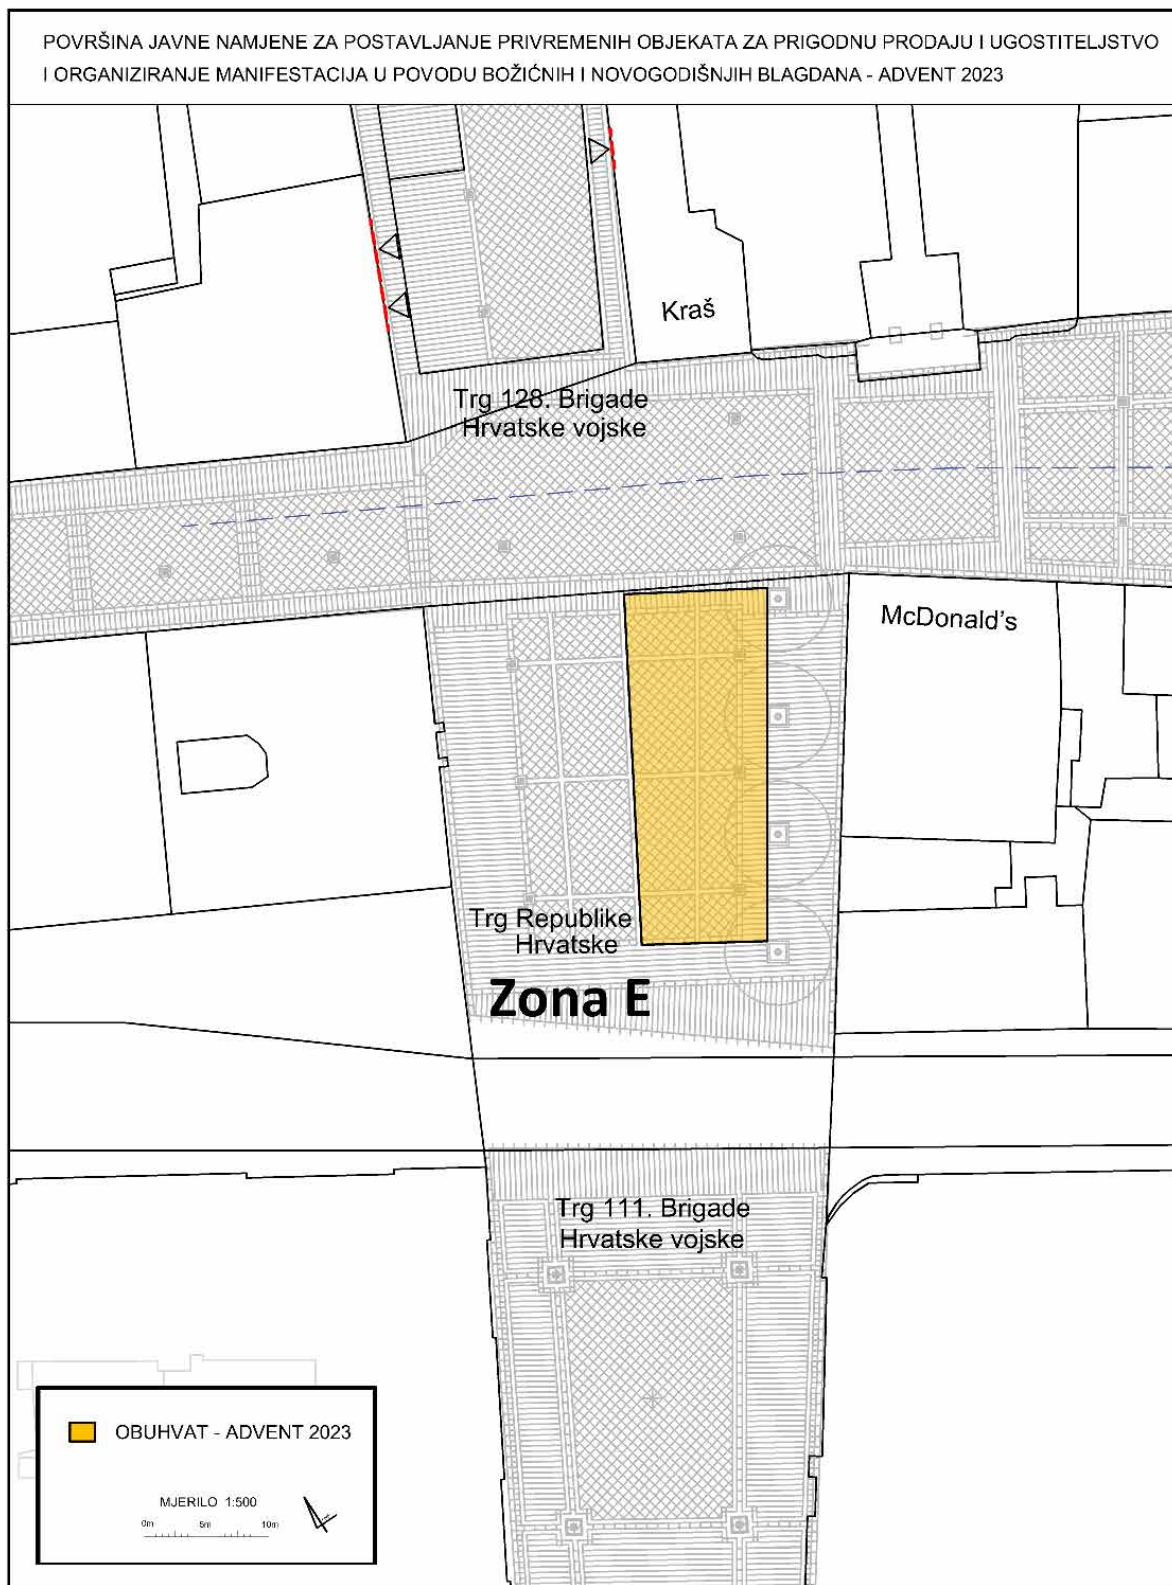 POVRŠINA JAVNE NAMJENE ZA POSTAVLJANJE PRIVREMENIH OBJEKATA ZA PRIGODNU PRODAJU I UGOSTITELJSTVO
I ORGANIZIRANJE MANIFESTACIJA U POVODU BOŽIĆNIH I NOVOGODIŠNJIH BLAGDANA - ADVENT 2023
Kraš
Trg 128. Brigade
Hrvatske vojske
McDonald's
Trg Republike
Hrvatske
Zona E
Trg 111. Brigade
Hrvatske vojske
OBUHVAT - ADVENT 2023
MJERILO 1:500
0m 5m 10m